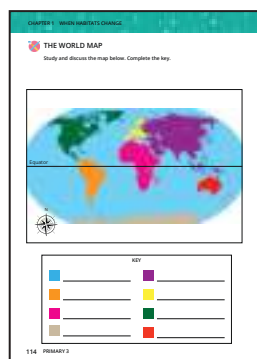 CHAPTER 1 WHEN HABITATS CHANGE
THE WORLD MAP
Study and discuss the map below. Complete the key.
Equator
N
KEY
114 PRIMARY 3